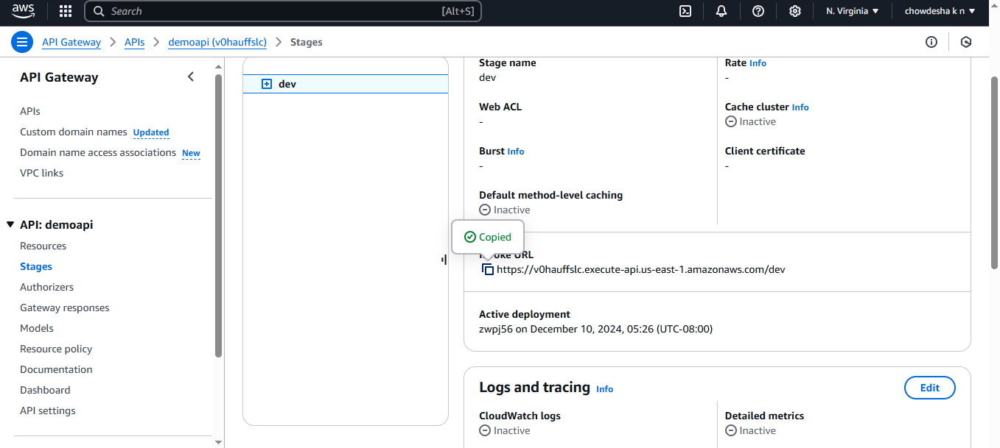 aws
Search [Alt+S]
N. Virginia
chowdesha k n
API Gateway
APIs
demoapi (v0hauffslc)
Stages
API Gateway
APIs
Custom domain names Updated
Domain name access associations New
VPC links
API: demoapi
Resources
Stages
Authorizers
Gateway responses
Models
Resource policy
Documentation
Dashboard
API settings
dev
Stage name
dev
Rate Info
-
Web ACL
-
Cache cluster Info
Inactive
Burst Info
-
Client certificate
-
Default method-level caching
Inactive
Copied
URL
https://v0hauffslc.execute-api.us-east-1.amazonaws.com/dev
Active deployment
zwpj56 on December 10, 2024, 05:26 (UTC-08:00)
Logs and tracing Info
Edit
CloudWatch logs
Inactive
Detailed metrics
Inactive